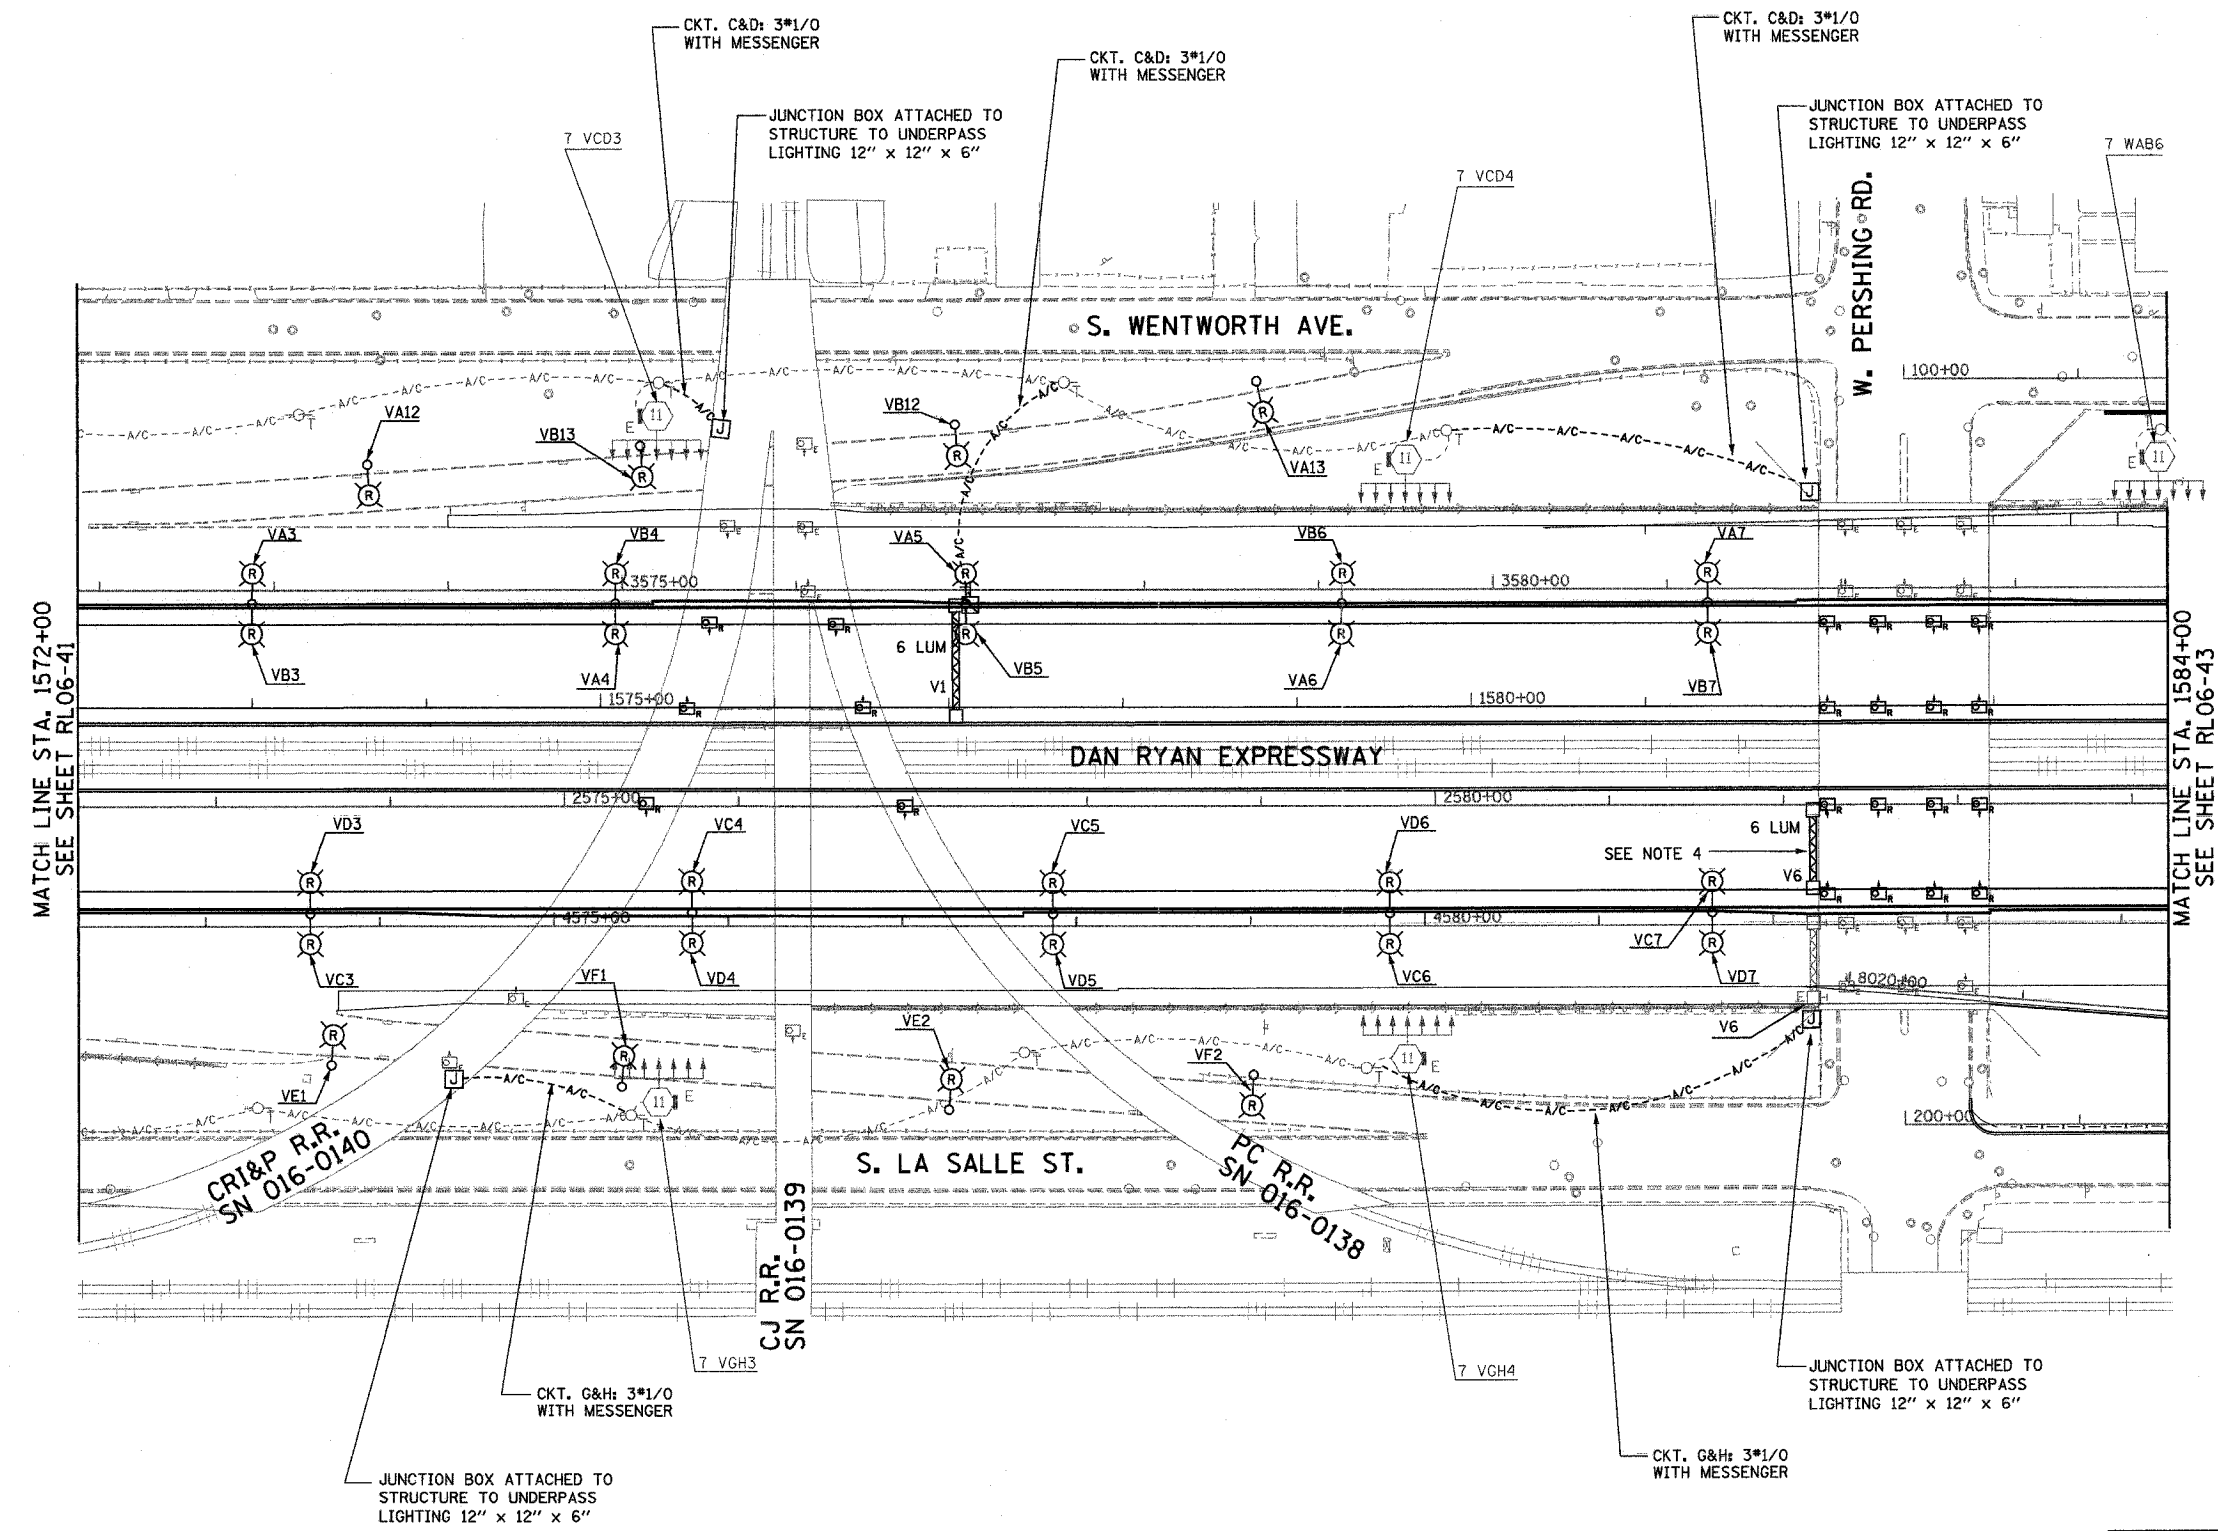 CKT. C&D: 3#1/0
WITH MESSENGER
CKT. C&D: 3#1/0
WITH MESSENGER
CKT. C&D: 3#1/0
WITH MESSENGER
JUNCTION BOX ATTACHED TO
STRUCTURE TO UNDERPASS
LIGHTING 12" x 12" x 6"
JUNCTION BOX ATTACHED TO
STRUCTURE TO UNDERPASS
LIGHTING 12" x 12" x 6"
7 VCD3
7 VCD4
7 WAB6
W. PERSHING RD.
S. WENTWORTH AVE.
100+00
VA12
VB13
VB12
VA13
11
E
J
11
E
J
11
E
VA3
VB4
VA5
VB6
VA7
3575+00
3580+00
VB3
VA4
6 LUM
V1
VB5
VA6
VB7
1575+00
1580+00
MATCH LINE STA. 1572+00
SEE SHEET RL06-41
MATCH LINE STA. 1584+00
SEE SHEET RL06-43
DAN RYAN EXPRESSWAY
2575+00
2580+00
VD3
VC4
VC5
VD6
6 LUM
SEE NOTE 4
V6
4575+00
4580+00
VC3
VD4
VD5
VC6
VC7
VD7
8020+00
VF1
VE2
VF2
V6
VE1
J
11
E
11
E
J
200+00
CRI&P R.R.
SN 016-0140
S. LA SALLE ST.
PC R.R.
SN 016-0138
CJ R.R.
SN 016-0139
7 VGH3
7 VGH4
CKT. G&H: 3#1/0
WITH MESSENGER
JUNCTION BOX ATTACHED TO
STRUCTURE TO UNDERPASS
LIGHTING 12" x 12" x 6"
CKT. G&H: 3#1/0
WITH MESSENGER
JUNCTION BOX ATTACHED TO
STRUCTURE TO UNDERPASS
LIGHTING 12" x 12" x 6"